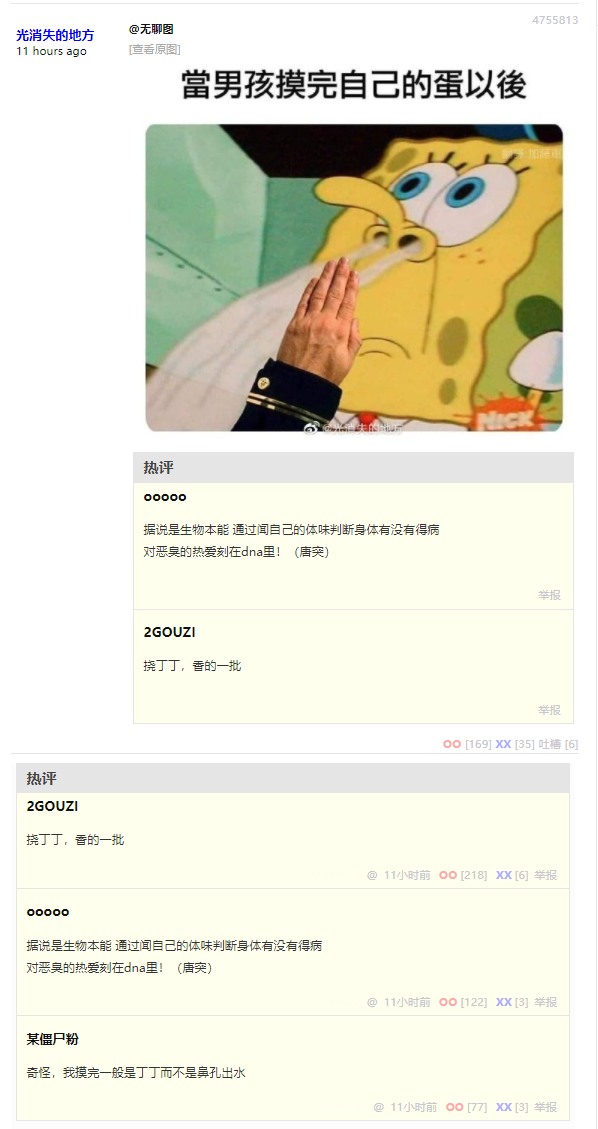 光消失的地方
11 hours ago
@无聊图
4755813
[查看原图]
當男孩摸完自己的蛋以後
NICK
@光消失的地方
热评
ooooo
据说是生物本能 通过闻自己的体味判断身体有没有得病
对恶臭的热爱刻在dna里！（唐突）
举报
2GOUZI
挠丁丁，香的一批
举报
OO [169] XX [35] 吐槽 [6]
热评
2GOUZI
挠丁丁，香的一批
@ 11小时前 OO [218] XX [6] 举报
ooooo
据说是生物本能 通过闻自己的体味判断身体有没有得病
对恶臭的热爱刻在dna里！（唐突）
@ 11小时前 OO [122] XX [3] 举报
某僵尸粉
奇怪，我摸完一般是丁丁而不是鼻孔出水
@ 11小时前 OO [77] XX [3] 举报